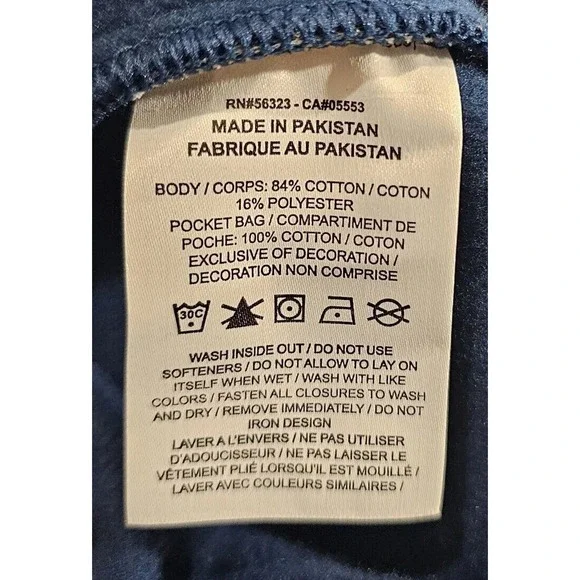 RN#56323 - CA#05553
MADE IN PAKISTAN
FABRIQUE AU PAKISTAN
BODY / CORPS: 84% COTTON / COTON
16% POLYESTER
POCKET BAG / COMPARTIMENT DE
POCHE: 100% COTTON / COTON
EXCLUSIVE OF DECORATION /
DECORATION NON COMPRISE
30C
WASH INSIDE OUT / DO NOT USE
SOFTENERS / DO NOT ALLOW TO LAY ON
ITSELF WHEN WET / WASH WITH LIKE
COLORS / FASTEN ALL CLOSURES TO WASH
AND DRY / REMOVE IMMEDIATELY / DO NOT
IRON DESIGN
LAVER A L'ENVERS / NE PAS UTILISER
D'ADOUCISSEUR / NE PAS LAISSER LE
VÊTEMENT PLIÉ LORSQU'IL EST MOUILLÉ /
LAVER AVEC COULEURS SIMILAIRES /